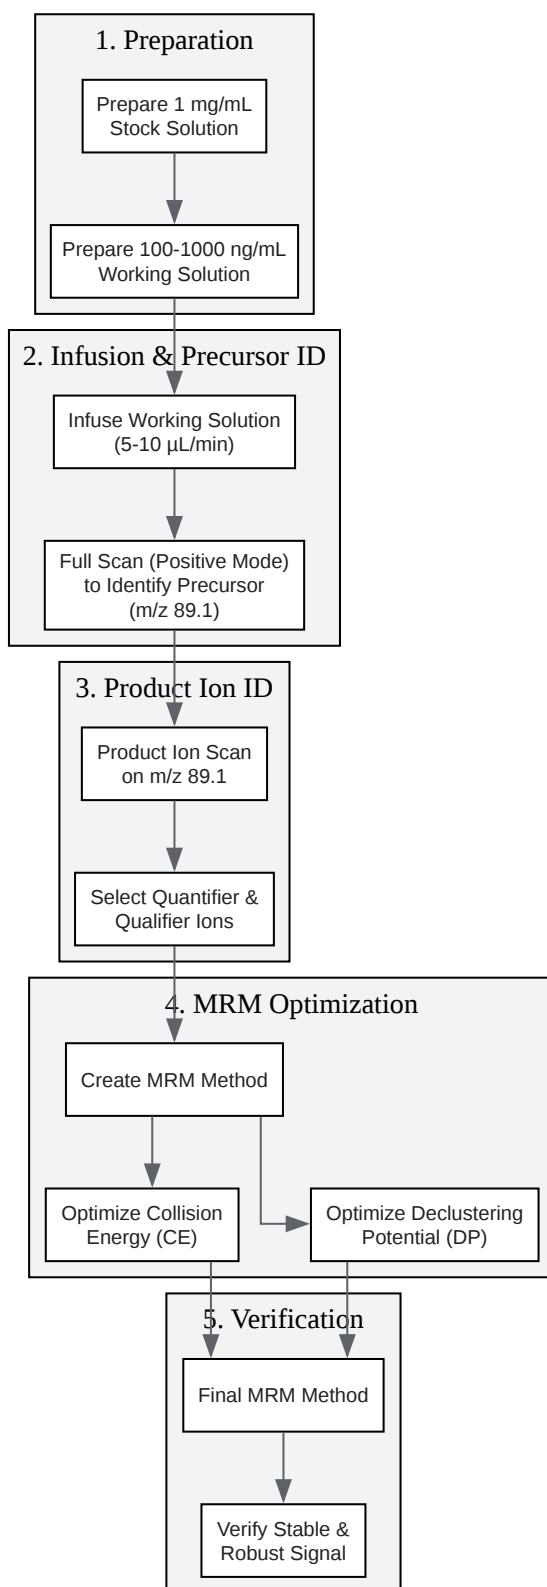 1. Preparation
Prepare 1 mg/mL
Stock Solution
Prepare 100-1000 ng/mL
Working Solution
2. Infusion & Precursor ID
Infuse Working Solution
(5-10 µL/min)
Full Scan (Positive Mode)
to Identify Precursor
(m/z 89.1)
3. Product Ion ID
Product Ion Scan
on m/z 89.1
Select Quantifier &
Qualifier Ions
4. MRM Optimization
Create MRM Method
Optimize Collision
Energy (CE)
Optimize Declustering
Potential (DP)
5. Verification
Final MRM Method
Verify Stable &
Robust Signal